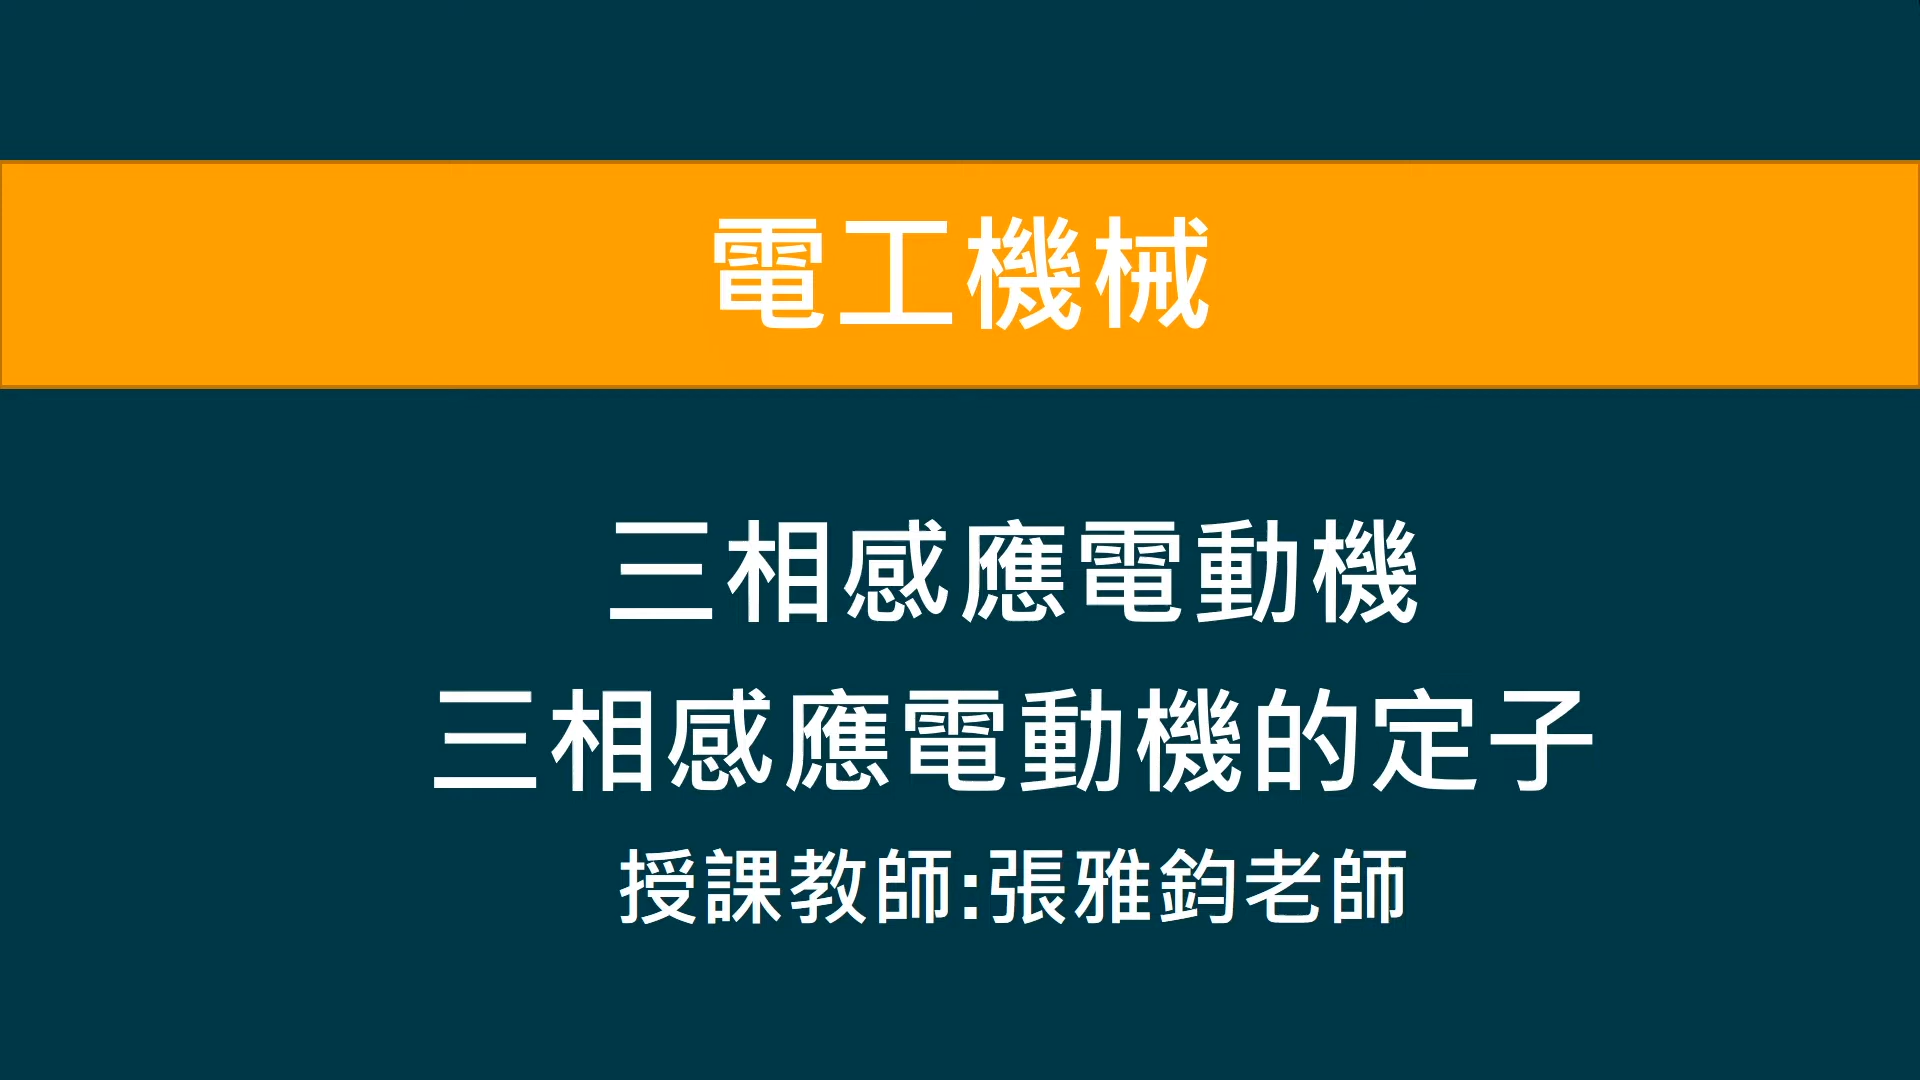 電工機械
三相感應電動機
三相感應電動機的定子
授課教師:張雅鈞老師